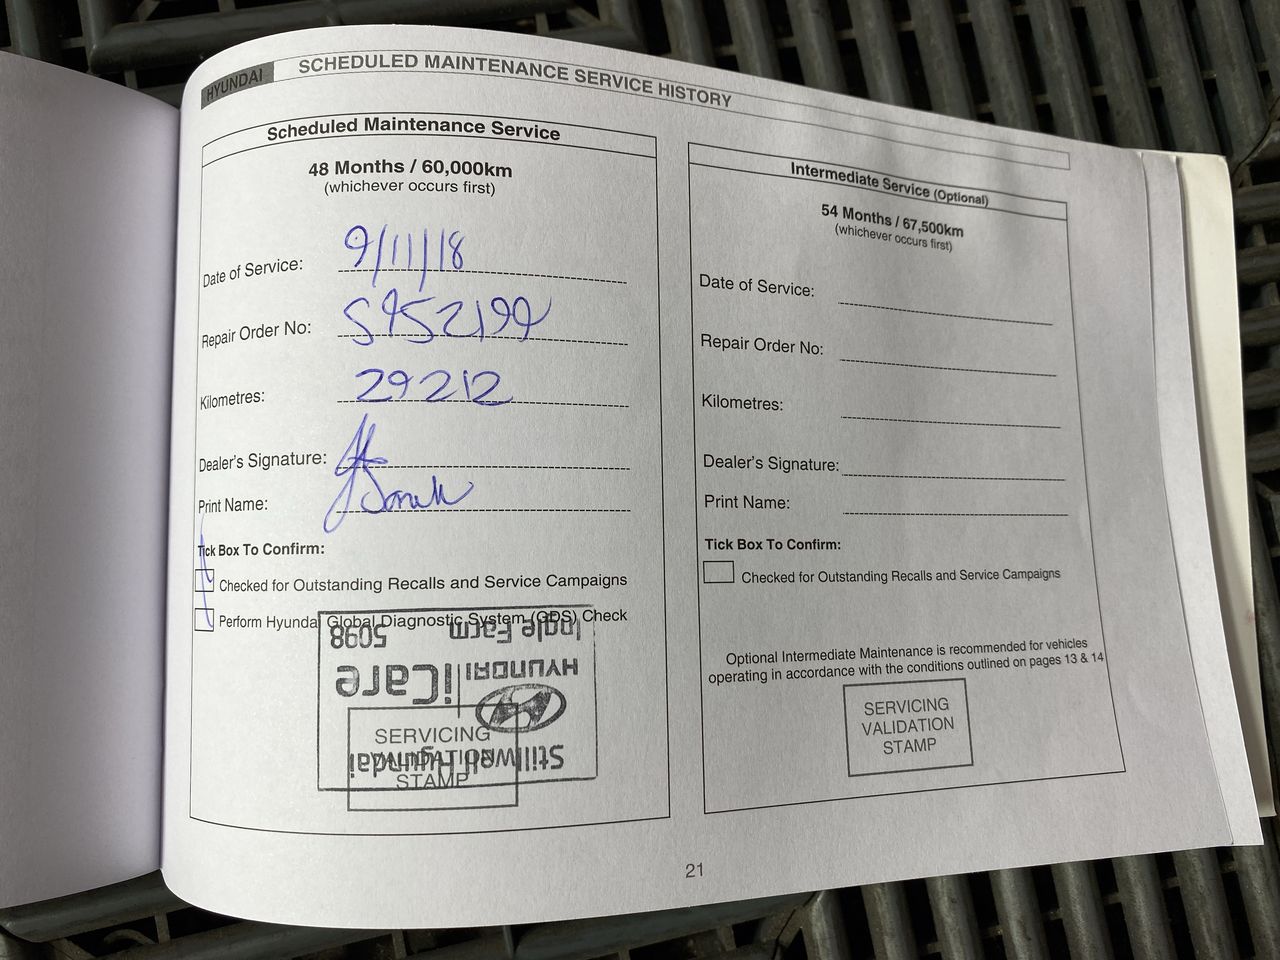 HYUNDAI
SCHEDULED MAINTENANCE SERVICE HISTORY
Scheduled Maintenance Service
48 Months / 60,000km
(whichever occurs first)
Date of Service: 9/11/18
Repair Order No: S952199
Kilometres: 29212
Dealer's Signature:
Print Name:
Tick Box To Confirm:
Checked for Outstanding Recalls and Service Campaigns
Perform Hyundai Global Diagnostic System (GDS) Check
SERVICING
VALIDATION
STAMP
Stillwell Hyundai
HYUNDAI iCare
Ingle Farm 5098
Intermediate Service (Optional)
54 Months / 67,500km
(whichever occurs first)
Date of Service:
Repair Order No:
Kilometres:
Dealer's Signature:
Print Name:
Tick Box To Confirm:
Checked for Outstanding Recalls and Service Campaigns
Optional Intermediate Maintenance is recommended for vehicles
operating in accordance with the conditions outlined on pages 13 & 14
SERVICING
VALIDATION
STAMP
21